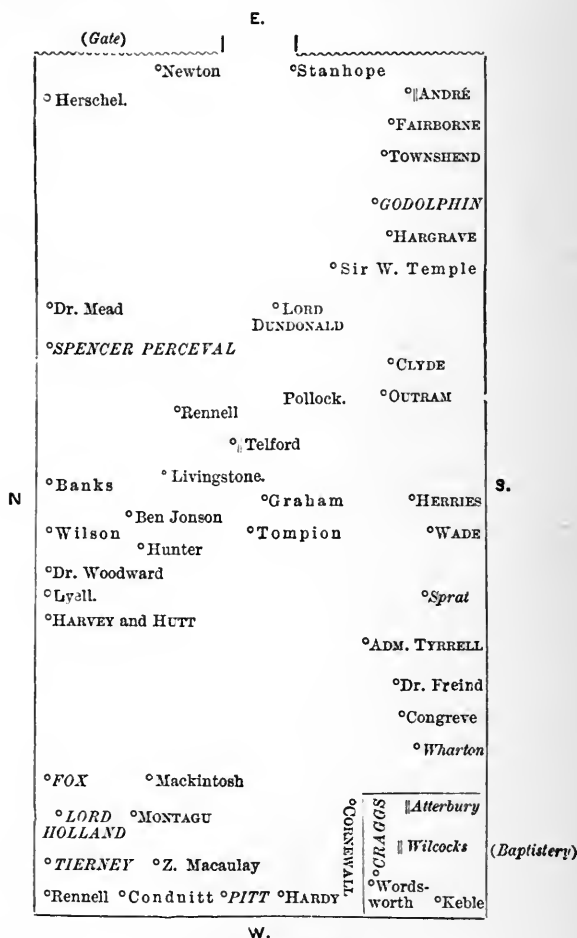 E.
(Gate)
°Newton °Stanhope
°Herschel. °||ANDRÉ
°FAIRBORNE
°TOWNSHEND
°GODOLPHIN
°HARGRAVE
°Sir W. Temple
°Dr. Mead °LORD
DUNDONALD
°SPENCER PERCEVAL
°CLYDE
Pollock. °OUTRAM
°Rennell
°||Telford
°Livingstone.
°Banks
N °Graham °HERRIES S.
°Ben Jonson
°Wilson °Tompion °WADE
°Hunter
°Dr. Woodward
°Lyell. °Sprat
°HARVEY and HUTT
°ADM. TYRRELL
°Dr. Freind
°Congreve
°Wharton
°FOX °Mackintosh
°CORNEWALL
°CRAGGS
||Atterbury
°LORD °MONTAGU
HOLLAND
||Wilcocks (Baptistery)
°TIERNEY °Z. Macaulay
°Words-
°Rennell °Conduitt °PITT °HARDY worth °Keble
W.